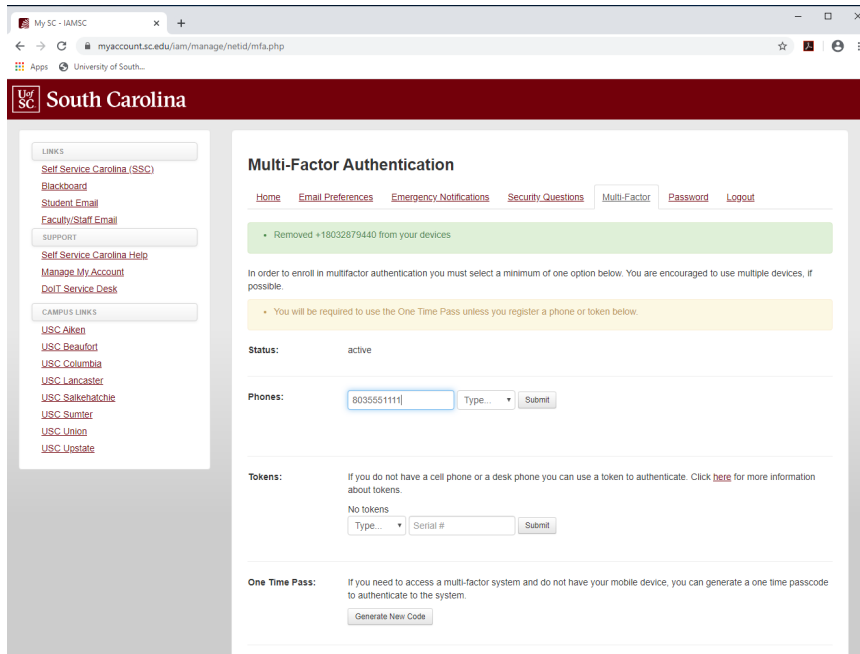 My SC - IAMSC
myaccount.sc.edu/iam/manage/netid/mfa.php
Apps University of South...
UofSC South Carolina
LINKS
Self Service Carolina (SSC)
Blackboard
Student Email
Faculty/Staff Email
SUPPORT
Self Service Carolina Help
Manage My Account
DoIT Service Desk
CAMPUS LINKS
USC Aiken
USC Beaufort
USC Columbia
USC Lancaster
USC Salkehatchie
USC Sumter
USC Union
USC Upstate
Multi-Factor Authentication
Home Email Preferences Emergency Notifications Security Questions Multi-Factor Password Logout
• Removed +18032879440 from your devices
In order to enroll in multifactor authentication you must select a minimum of one option below. You are encouraged to use multiple devices, if
possible.
• You will be required to use the One Time Pass unless you register a phone or token below.
Status: active
Phones: 8035551111 Type... Submit
Tokens: If you do not have a cell phone or a desk phone you can use a token to authenticate. Click here for more information
about tokens.
No tokens
Type... Serial # Submit
One Time Pass: If you need to access a multi-factor system and do not have your mobile device, you can generate a one time passcode
to authenticate to the system.
Generate New Code